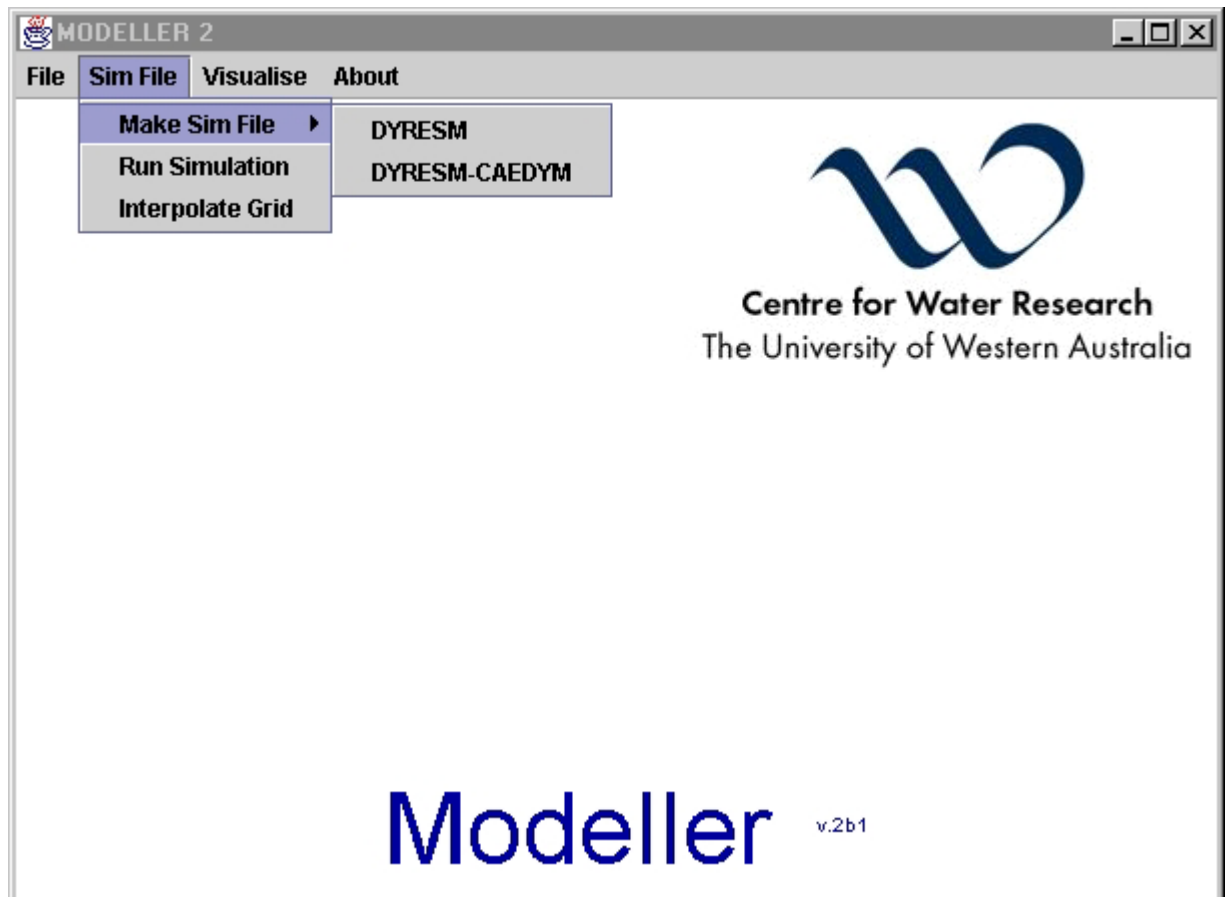 MODELLER 2
File Sim File Visualise About
Make Sim File DYRESM
Run Simulation DYRESM-CAEDYM
Interpolate Grid
Centre for Water Research
The University of Western Australia
Modeller v.2b1